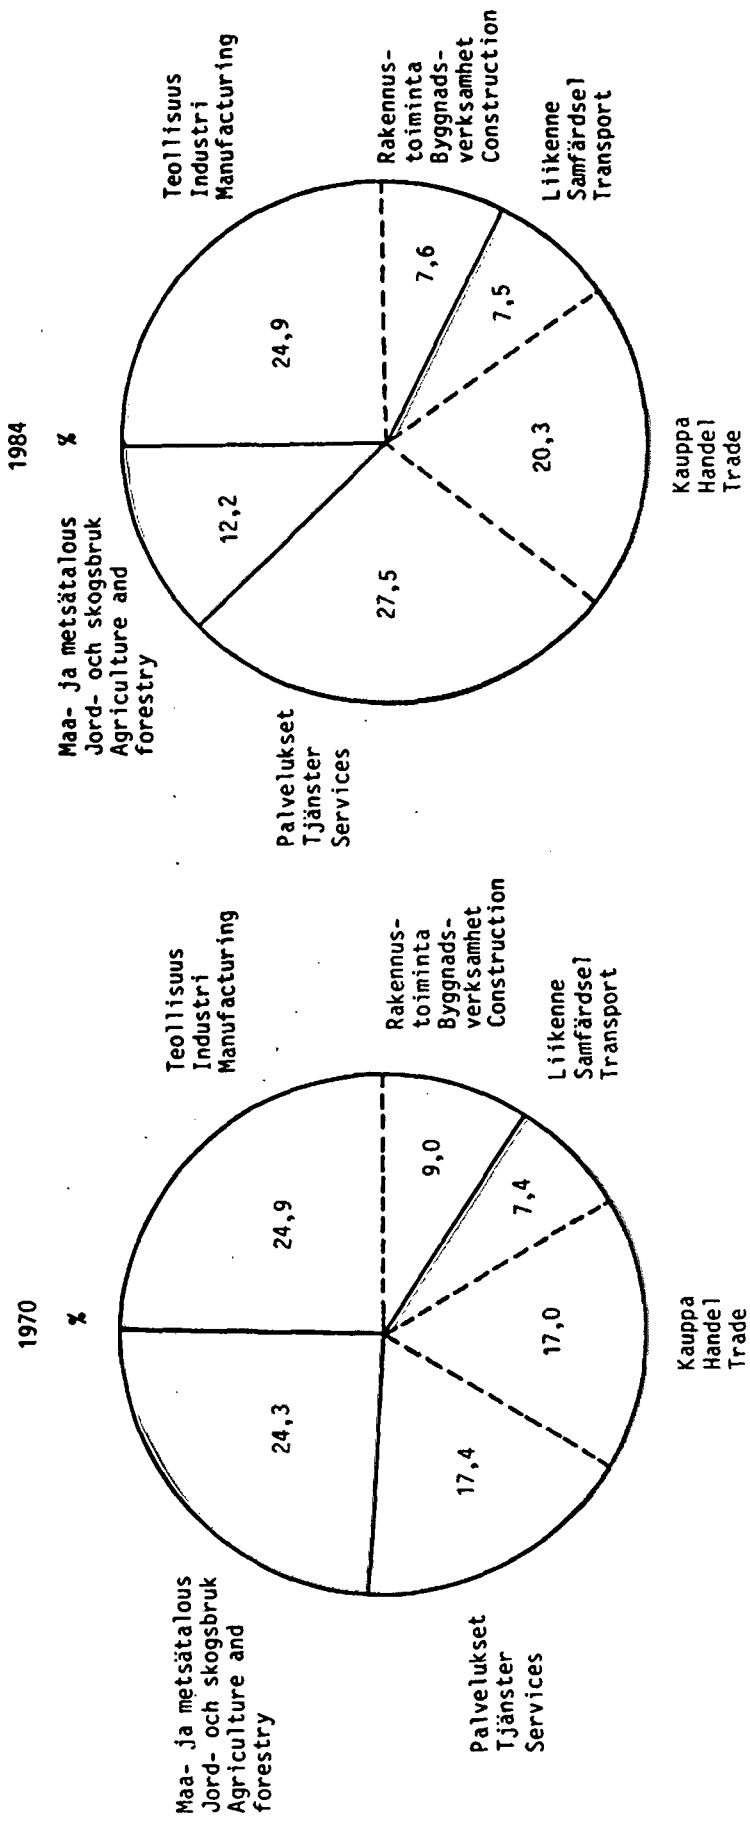 1970
%
Maa- ja metsätalous
Jord- och skogsbruk
Agriculture and
forestry
24,3
24,9
Teollisuus
Industri
Manufacturing
9,0
Rakennus-
toiminta
Byggnads-
verksamhet
Construction
7,4
Liikenne
Samfärdsel
Transport
17,0
Kauppa
Handel
Trade
17,4
Palvelukset
Tjänster
Services
1984
%
Maa- ja metsätalous
Jord- och skogsbruk
Agriculture and
forestry
12,2
24,9
Teollisuus
Industri
Manufacturing
7,6
Rakennus-
toiminta
Byggnads-
verksamhet
Construction
7,5
Liikenne
Samfärdsel
Transport
20,3
Kauppa
Handel
Trade
27,5
Palvelukset
Tjänster
Services